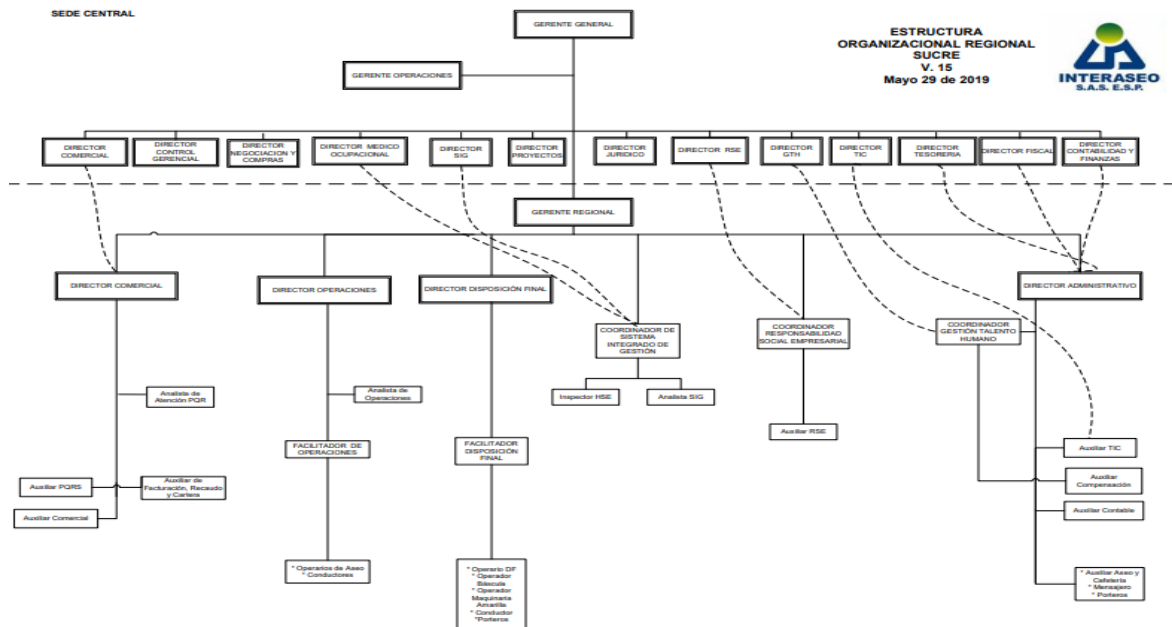 SEDE CENTRAL
GERENTE GENERAL
ESTRUCTURA
ORGANIZACIONAL REGIONAL
SUCRE
V. 15
Mayo 29 de 2019
INTERASEO
S.A.S. E.S.P.
GERENTE OPERACIONES
DIRECTOR
COMERCIAL
DIRECTOR
CONTROL
GERENCIAL
DIRECTOR
NEGOCIACION Y
COMPRAS
DIRECTOR MEDICO
OCUPACIONAL
DIRECTOR
SIG
DIRECTOR
PROYECTOS
DIRECTOR
JURIDICO
DIRECTOR RSE
DIRECTOR
GTH
DIRECTOR
TIC
DIRECTOR
TESORERIA
DIRECTOR FISCAL
DIRECTOR
CONTABILIDAD Y
FINANZAS
GERENTE REGIONAL
DIRECTOR COMERCIAL
DIRECTOR OPERACIONES
DIRECTOR DISPOSICIÓN FINAL
DIRECTOR ADMINISTRATIVO
COORDINADOR DE
SISTEMA
INTEGRADO DE
GESTIÓN
COORDINADOR
RESPONSABILIDAD
SOCIAL EMPRESARIAL
COORDINADOR
GESTIÓN TALENTO
HUMANO
Analista de
Atención PQR
Analista de
Operaciones
Inspector HSE
Analista SIG
Auxiliar RSE
FACILITADOR DE
OPERACIONES
FACILITADOR
DISPOSICIÓN
FINAL
Auxiliar TIC
Auxiliar PQRS
Auxiliar de
Facturación, Recaudo
y Cartera
Auxiliar
Compensación
Auxiliar Comercial
Auxiliar Contable
* Operarios de Aseo
* Conductores
* Operario DF
* Operador
Báscula
* Operador
Maquinaria
Amarilla
* Conductor
*Porteros
* Auxiliar Aseo y
Cafetería
* Mensajero
* Porteros